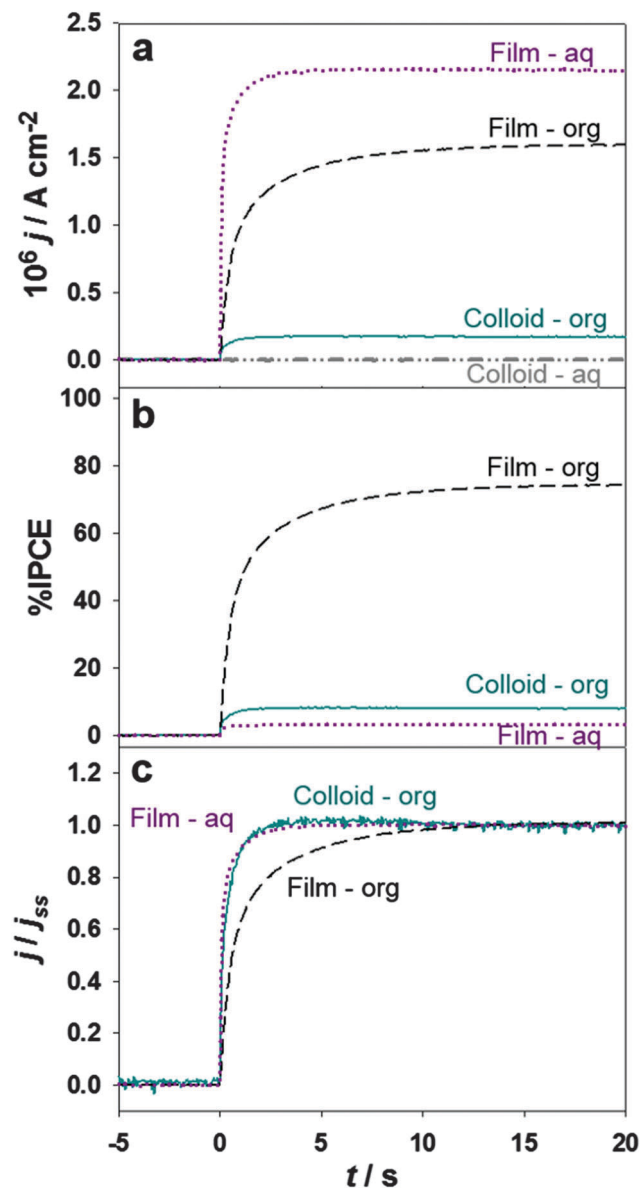 a
2.5
2.0
1.5
1.0
0.5
0.0
10⁶ j / A cm⁻²
Film - aq
Film - org
Colloid - org
Colloid - aq
b
100
80
60
40
20
0
%IPCE
Film - org
Colloid - org
Film - aq
c
1.2
1.0
0.8
0.6
0.4
0.2
0.0
j / jss
Film - aq
Colloid - org
Film - org
-5 0 5 10 15 20
t / s